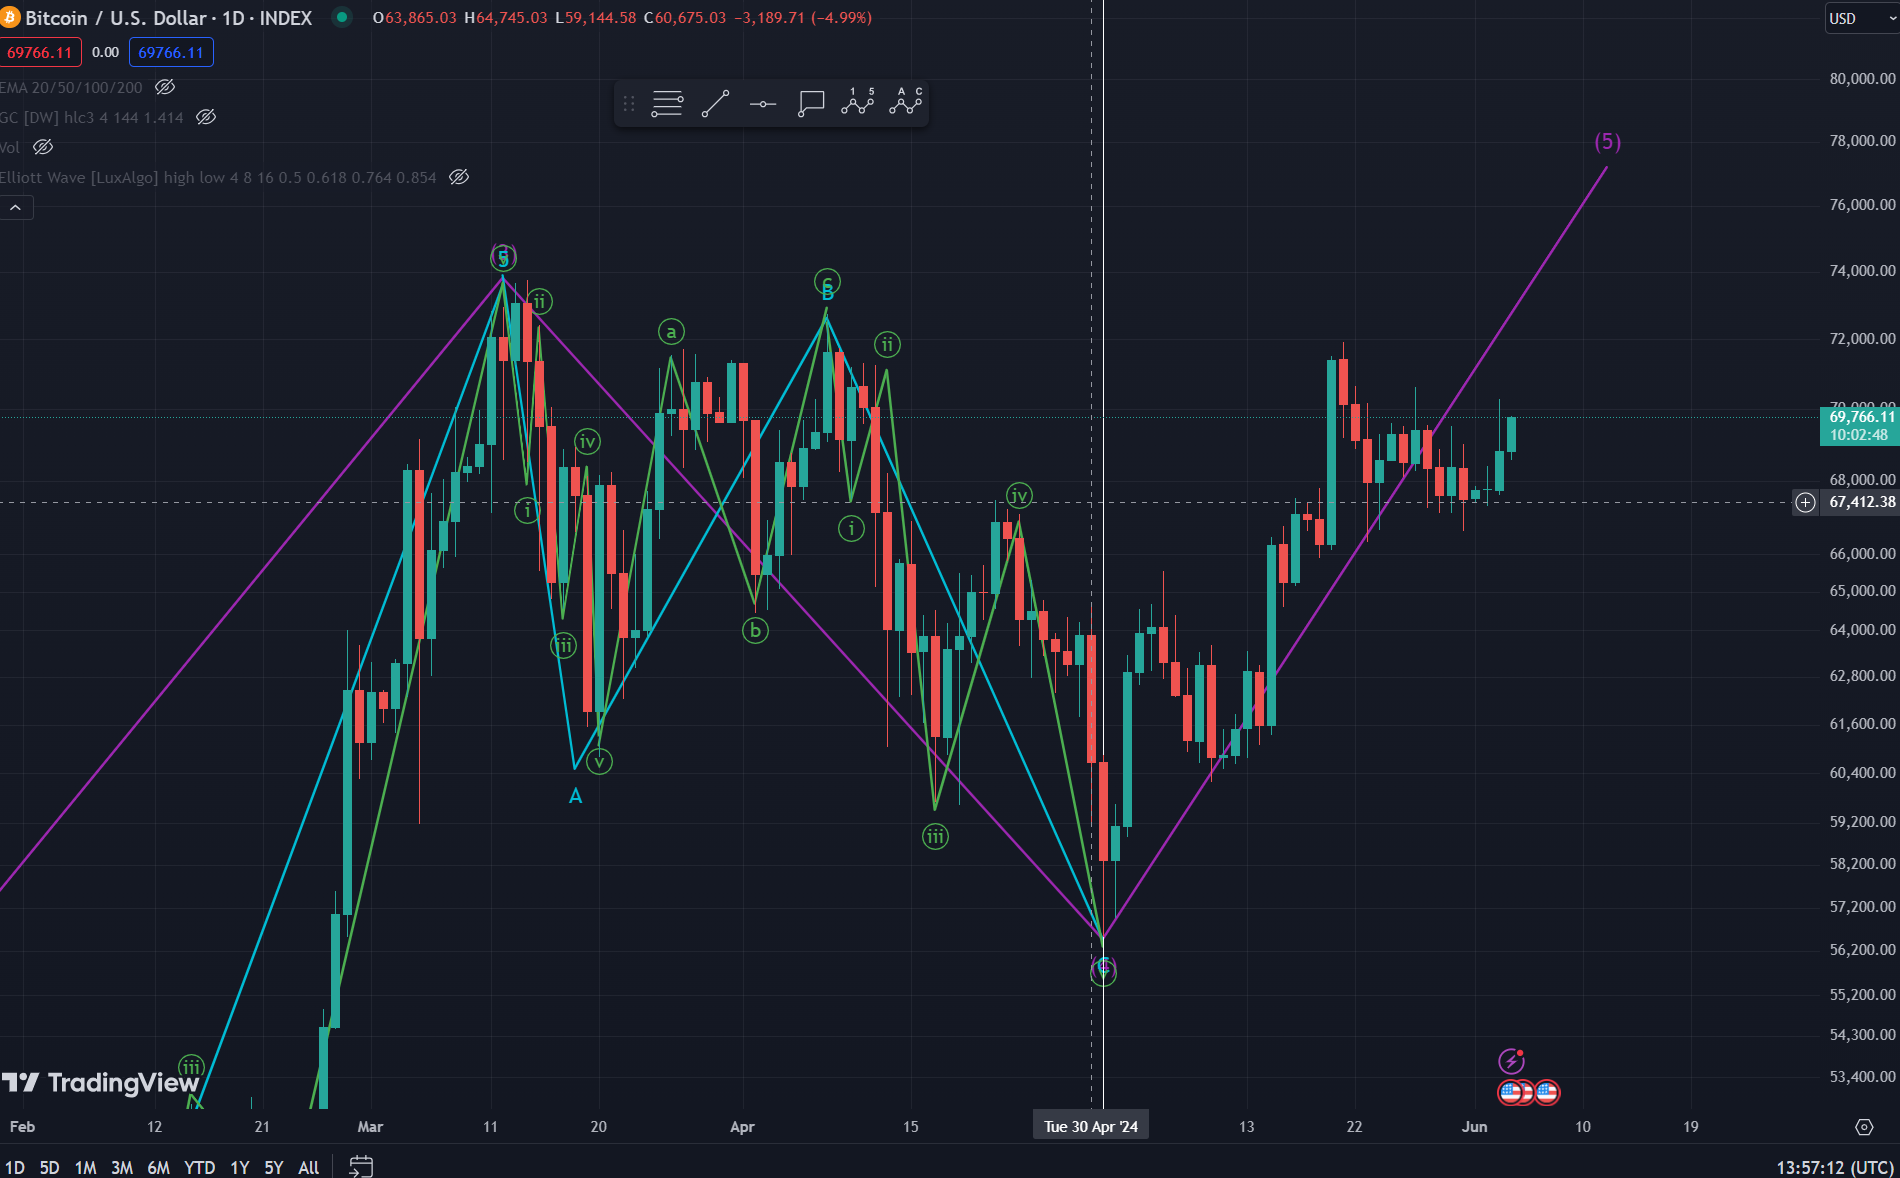 Bitcoin / U.S. Dollar · 1D · INDEX O63,865.03 H64,745.03 L59,144.58 C60,675.03 −3,189.71 (−4.99%)
USD
69766.11 0.00 69766.11
EMA 20/50/100/200
GC [DW] hlc3 4 144 1.414
Vol
Elliott Wave [LuxAlgo] high low 4 8 16 0.5 0.618 0.764 0.854
1 5
A C
80,000.00
78,000.00
76,000.00
74,000.00
72,000.00
70,000.00
69,766.11
10:02:48
68,000.00
67,412.38
66,000.00
65,000.00
64,000.00
62,800.00
61,600.00
60,400.00
59,200.00
58,200.00
57,200.00
56,200.00
55,200.00
54,300.00
53,400.00
(5)
5
ii
B
a
ii
iv
iv
i
i
iii
b
v
A
iii
iii
TradingView
Feb 12 21 Mar 11 20 Apr 15 Tue 30 Apr '24 13 22 Jun 10 19
1D 5D 1M 3M 6M YTD 1Y 5Y All
13:57:12 (UTC)